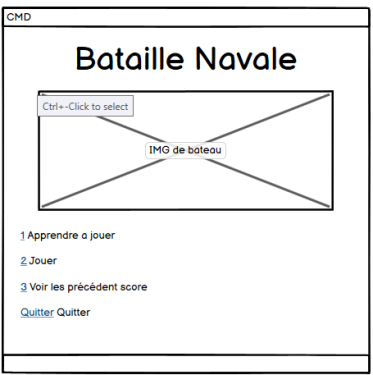 CMD
Bataille Navale
Ctrl+-Click to select
IMG de bateau
1 Apprendre a jouer
2 Jouer
3 Voir les précédent score
Quitter Quitter